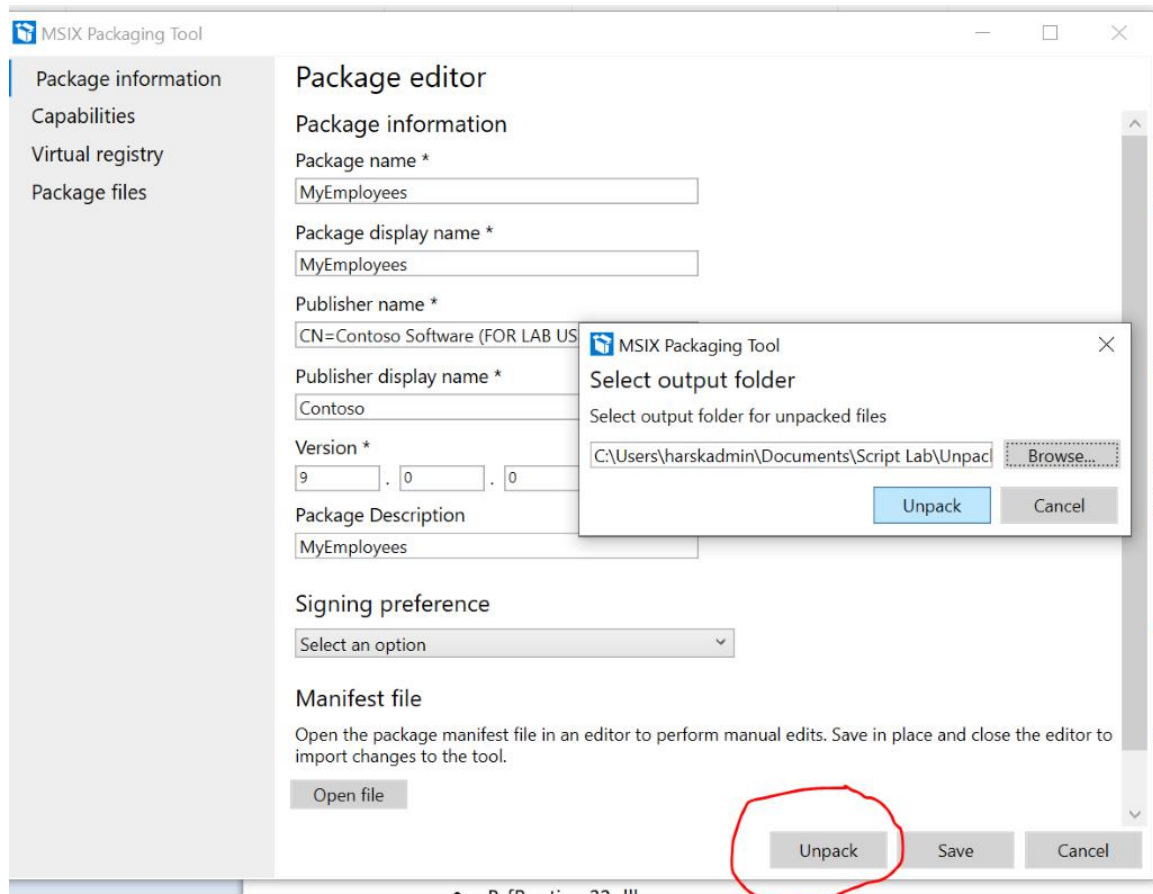 MSIX Packaging Tool
Package information
Capabilities
Virtual registry
Package files
Package editor
Package information
Package name *
MyEmployees
Package display name *
MyEmployees
Publisher name *
CN=Contoso Software (FOR LAB US
Publisher display name *
Contoso
Version *
9 . 0 . 0
Package Description
MyEmployees
Signing preference
Select an option
Manifest file
Open the package manifest file in an editor to perform manual edits. Save in place and close the editor to
import changes to the tool.
Open file
Unpack Save Cancel
MSIX Packaging Tool
Select output folder
Select output folder for unpacked files
C:\Users\harskadmin\Documents\Script Lab\Unpac Browse...
Unpack Cancel